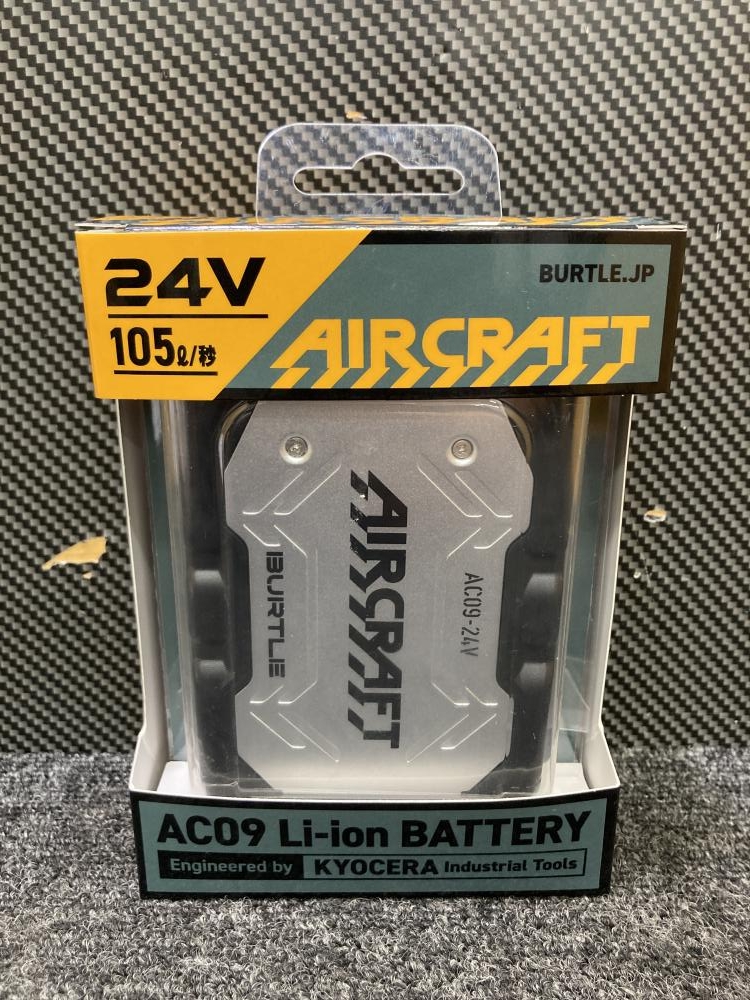 24V
105ℓ/秒
BURTLE.JP
AIRCRAFT
AIRCRAFT
BURTLE
AC09-24V
AC09 Li-ion BATTERY
Engineered by KYOCERA Industrial Tools